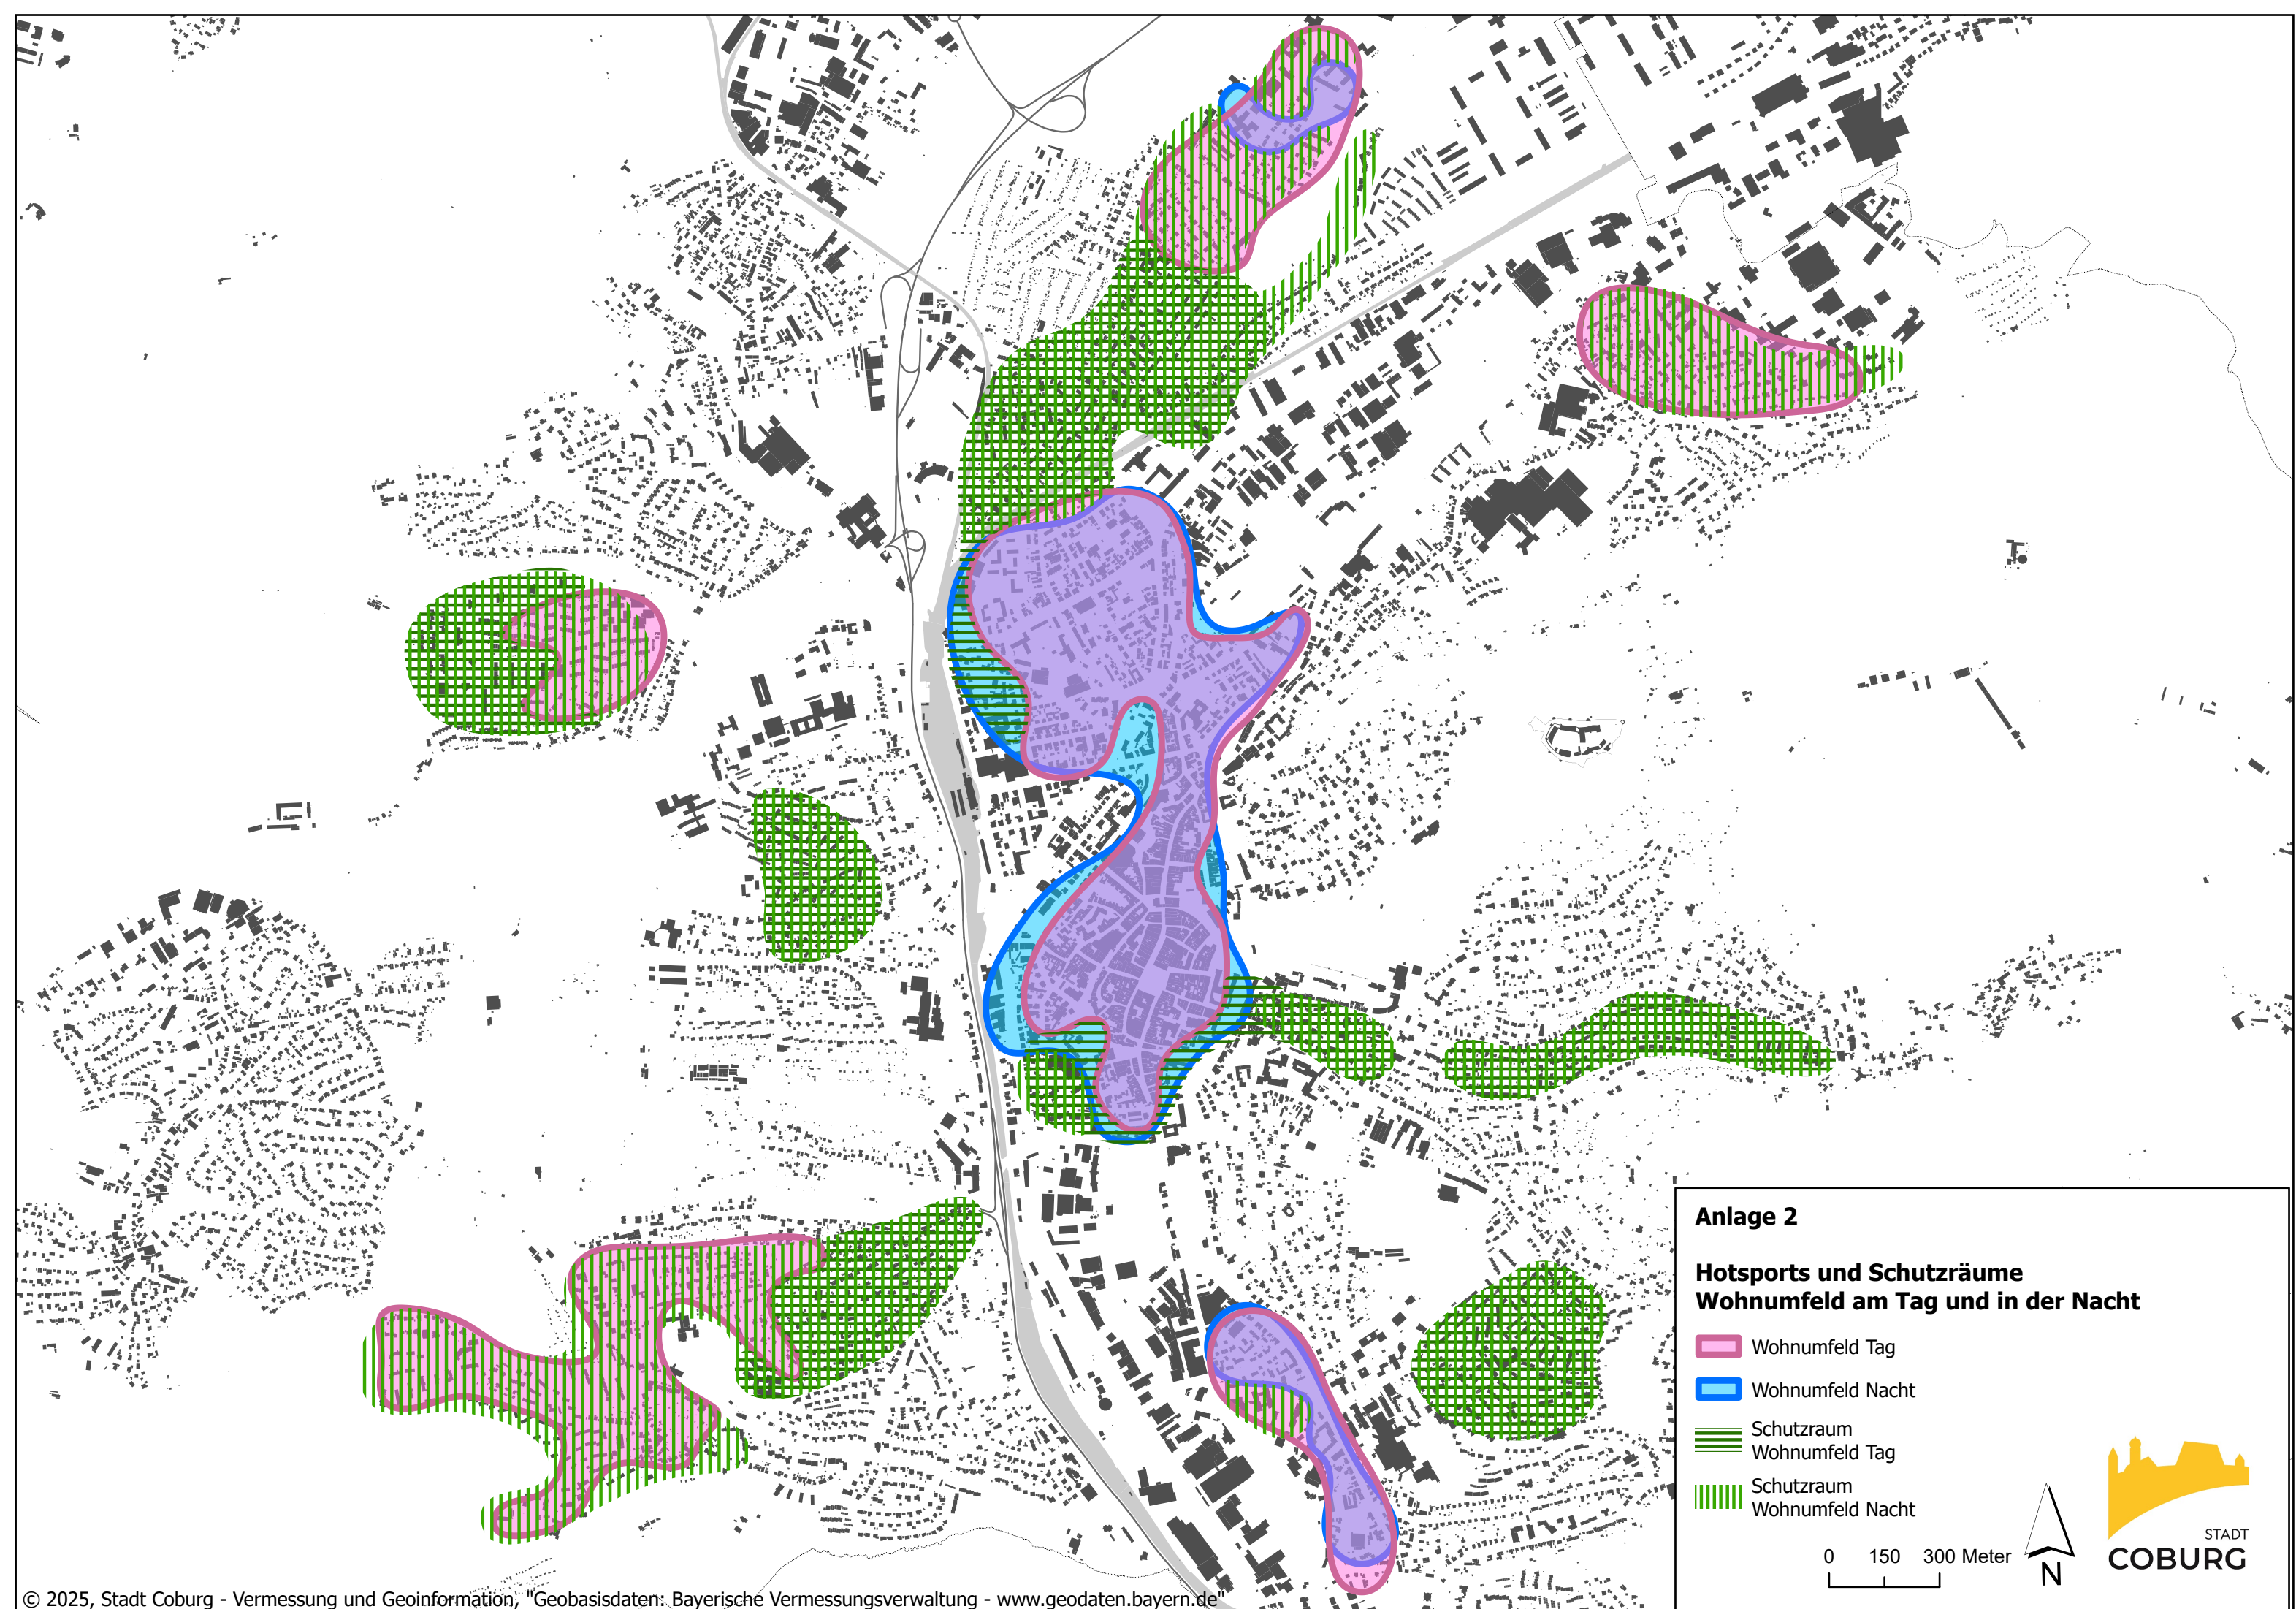 Anlage 2
Hotsports und Schutzräume
Wohnumfeld am Tag und in der Nacht
Wohnumfeld Tag
Wohnumfeld Nacht
Schutzraum
Wohnumfeld Tag
Schutzraum
Wohnumfeld Nacht
0 150 300 Meter
N
STADT
COBURG
© 2025, Stadt Coburg - Vermessung und Geoinformation, "Geobasisdaten: Bayerische Vermessungsverwaltung - www.geodaten.bayern.de"